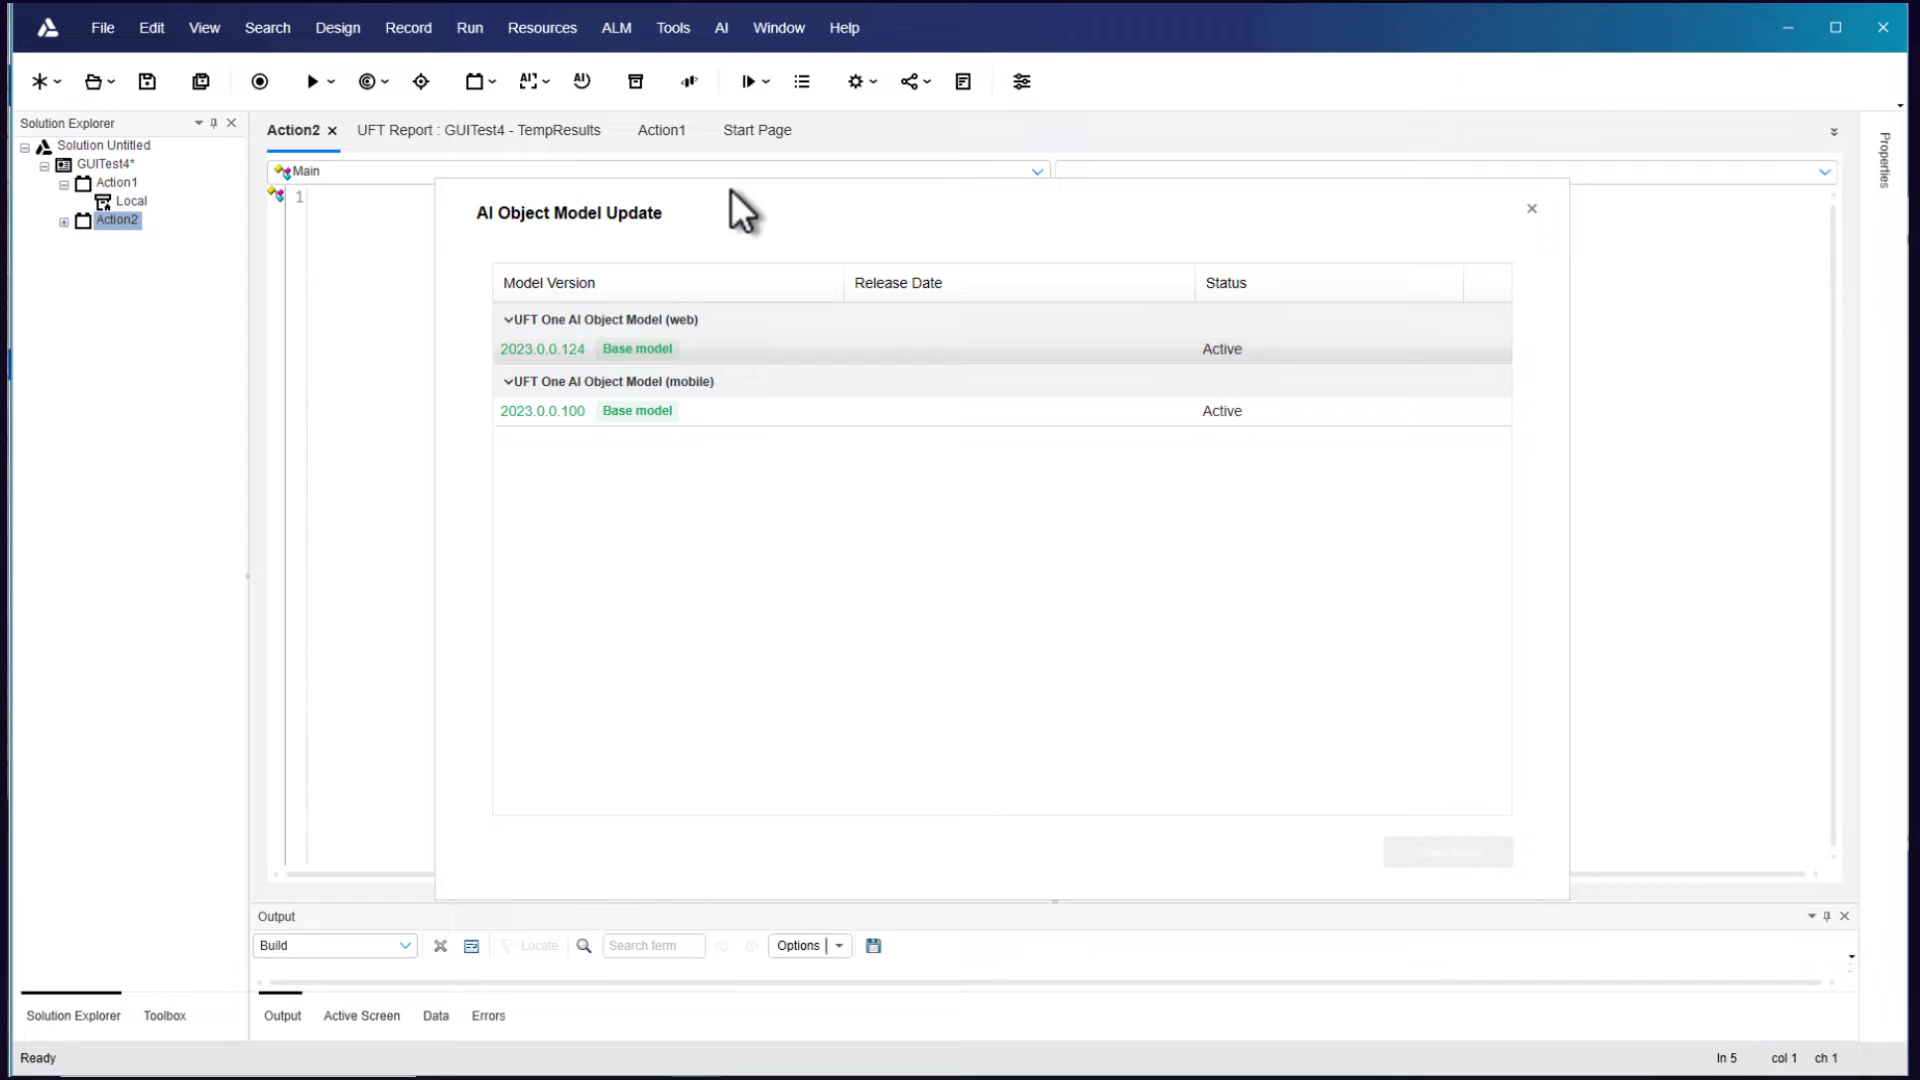 File Edit View Search Design Record Run Resources ALM Tools AI Window Help
Solution Explorer
Solution Untitled
GUITest4*
Action1
Local
Action2
Action2 UFT Report : GUITest4 - TempResults Action1 Start Page
Main
1
Properties
AI Object Model Update
Model Version Release Date Status
UFT One AI Object Model (web)
2023.0.0.124 Base model Active
UFT One AI Object Model (mobile)
2023.0.0.100 Base model Active
Output
Build Locate Search term Options
Solution Explorer Toolbox Output Active Screen Data Errors
Ready ln 5 col 1 ch 1